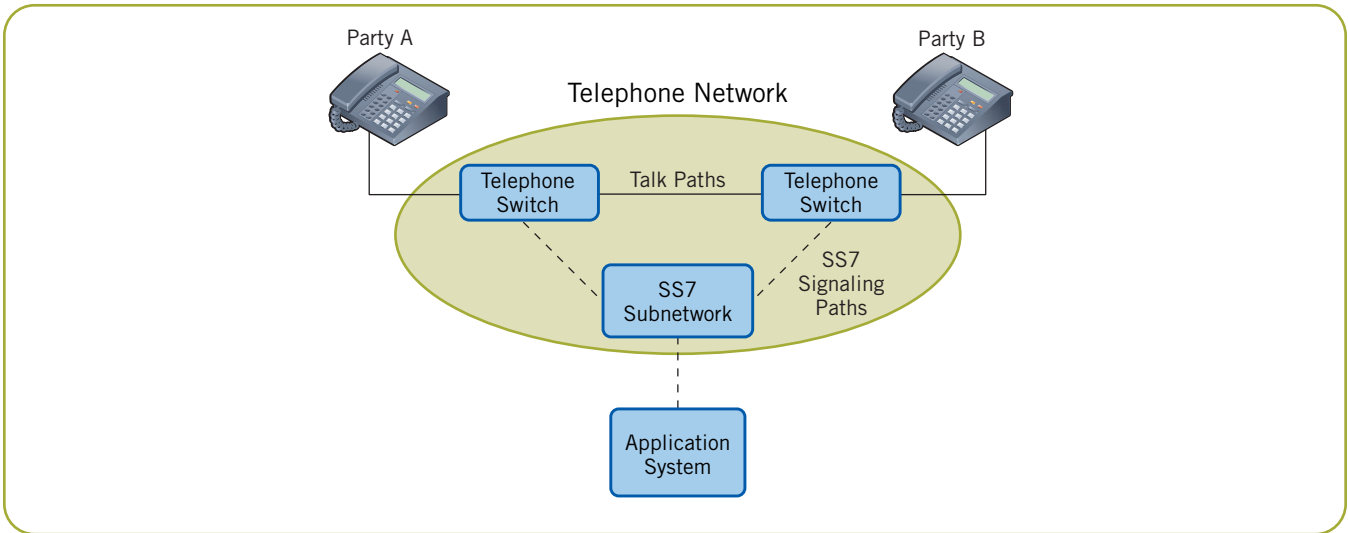 Party A
Party B
Telephone Network
Telephone
Switch
Talk Paths
Telephone
Switch
SS7
Subnetwork
SS7
Signaling
Paths
Application
System